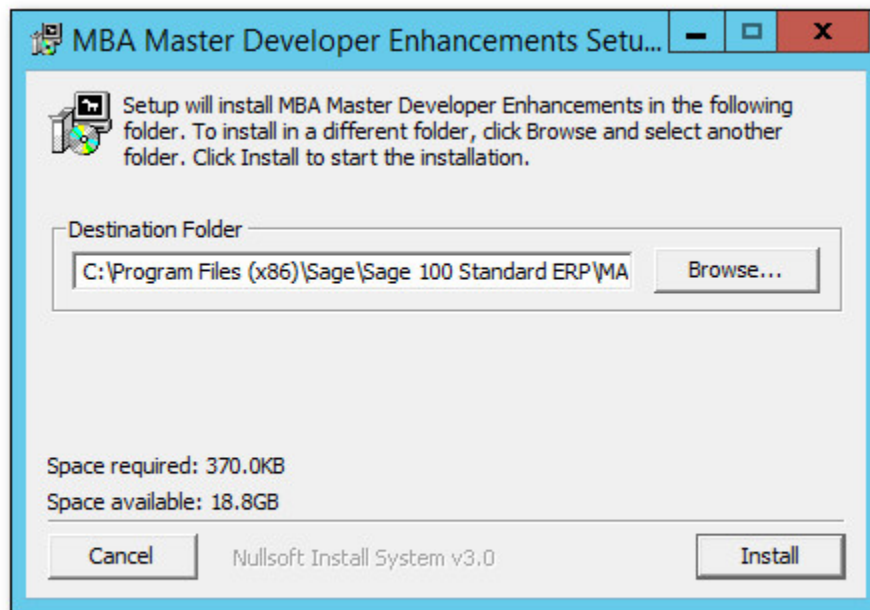 MBA Master Developer Enhancements Setu...
Setup will install MBA Master Developer Enhancements in the following
folder. To install in a different folder, click Browse and select another
folder. Click Install to start the installation.
Destination Folder
C:\Program Files (x86)\Sage\Sage 100 Standard ERP\MA
Browse...
Space required: 370.0KB
Space available: 18.8GB
Cancel
Nullsoft Install System v3.0
Install